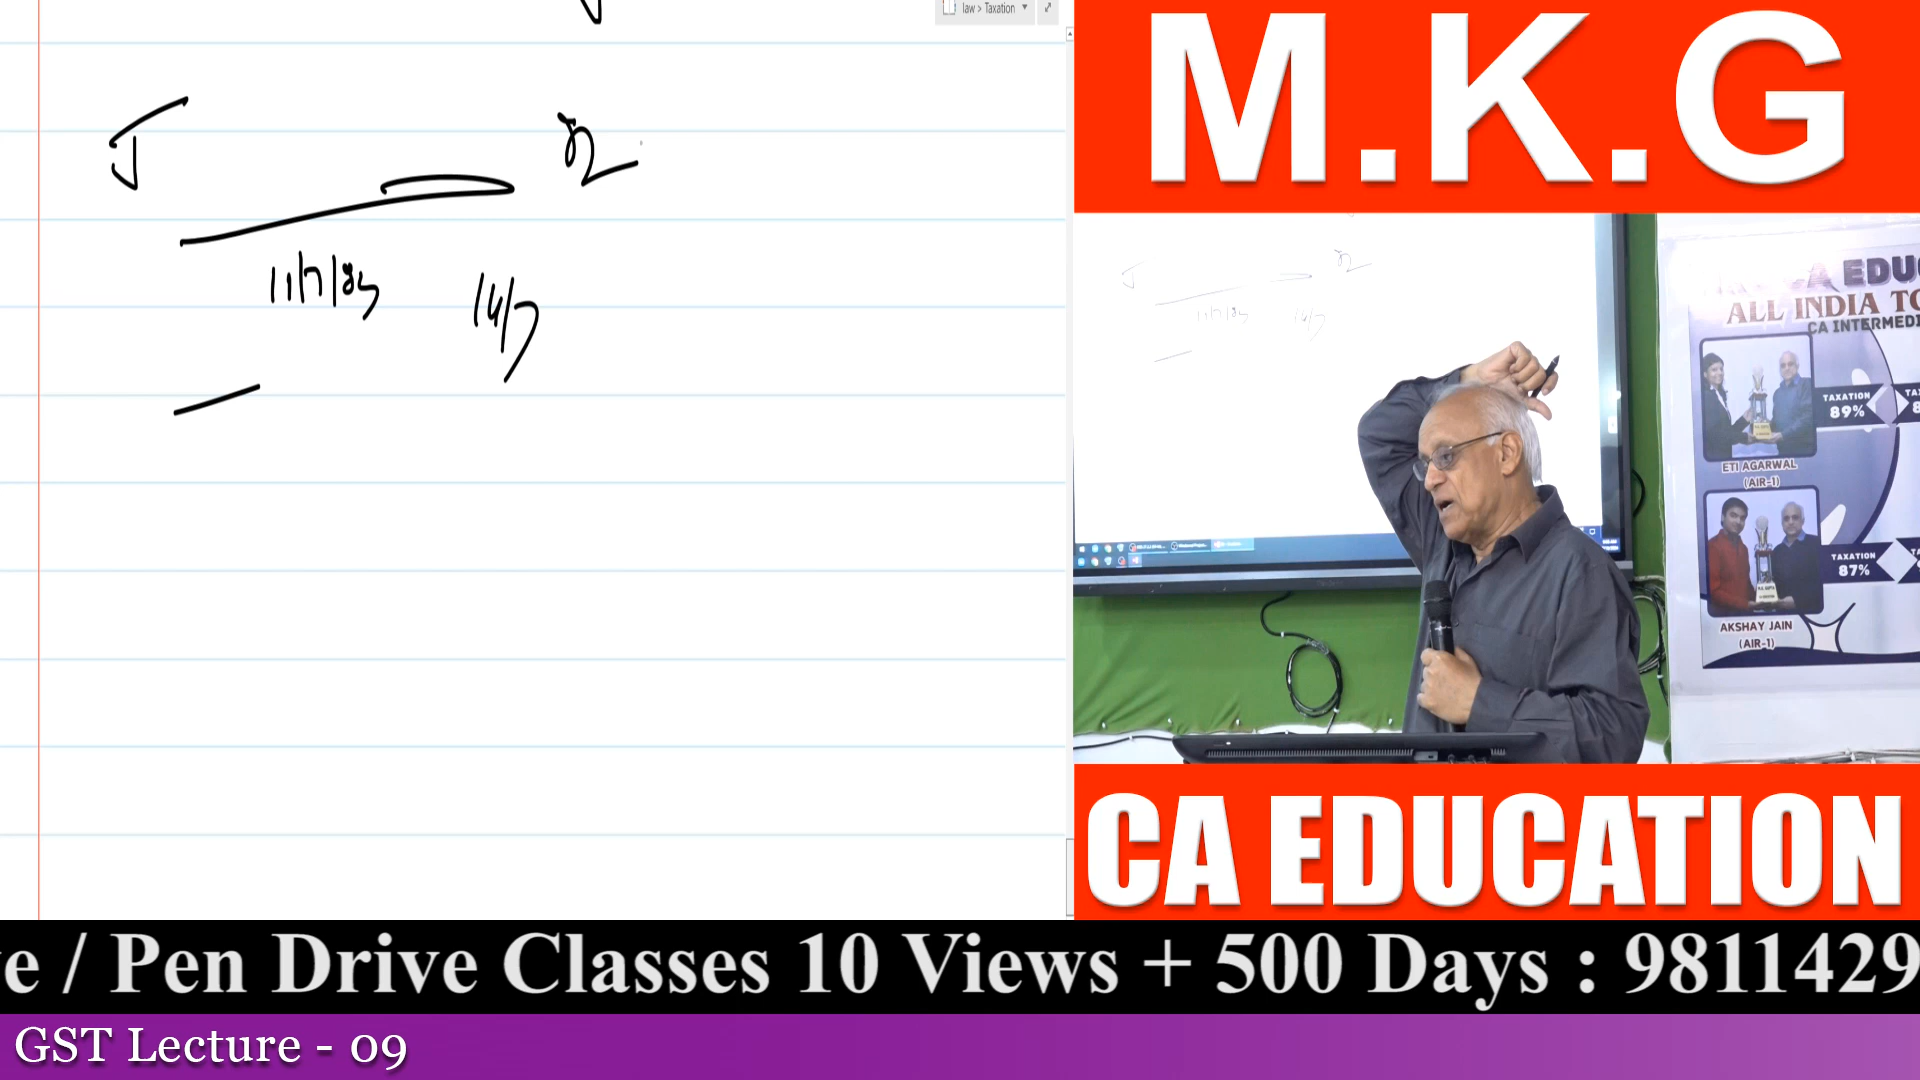 law > Taxation
J
11/7/85
14/7
M.K.G
EDU
ALL INDIA TO
CA INTERMEDI
TAXATION
89%
ETI AGARWAL
(AIR-1)
TAXATION
87%
AKSHAY JAIN
(AIR-1)
CA EDUCATION
e / Pen Drive Classes 10 Views + 500 Days : 9811429
GST Lecture - 09